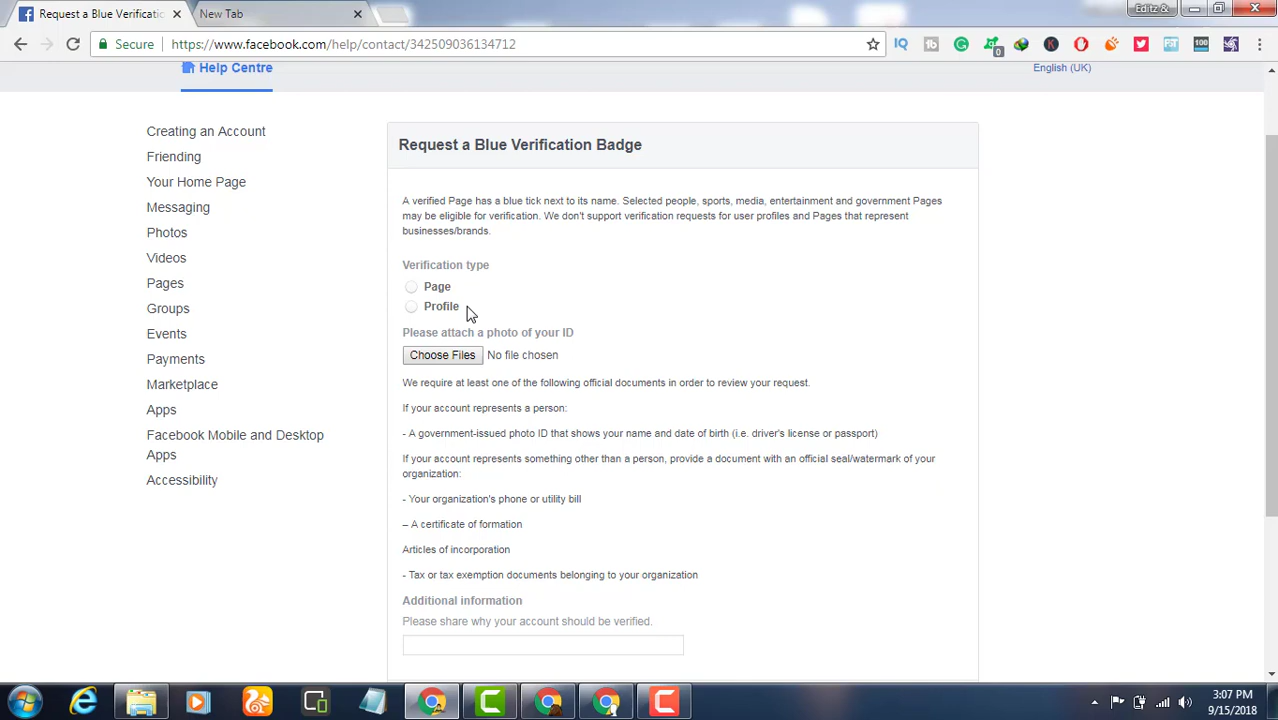 Request a Blue Verificatic
New Tab
Editz &
Secure
https://www.facebook.com/help/contact/342509036134712
Help Centre
English (UK)
Creating an Account
Friending
Your Home Page
Messaging
Photos
Videos
Pages
Groups
Events
Payments
Marketplace
Apps
Facebook Mobile and Desktop
Apps
Accessibility
Request a Blue Verification Badge
A verified Page has a blue tick next to its name. Selected people, sports, media, entertainment and government Pages
may be eligible for verification. We don't support verification requests for user profiles and Pages that represent
businesses/brands.
Verification type
Page
Profile
Please attach a photo of your ID
Choose Files No file chosen
We require at least one of the following official documents in order to review your request.
If your account represents a person:
- A government-issued photo ID that shows your name and date of birth (i.e. driver's license or passport)
If your account represents something other than a person, provide a document with an official seal/watermark of your
organization:
- Your organization's phone or utility bill
– A certificate of formation
Articles of incorporation
- Tax or tax exemption documents belonging to your organization
Additional information
Please share why your account should be verified.
3:07 PM
9/15/2018